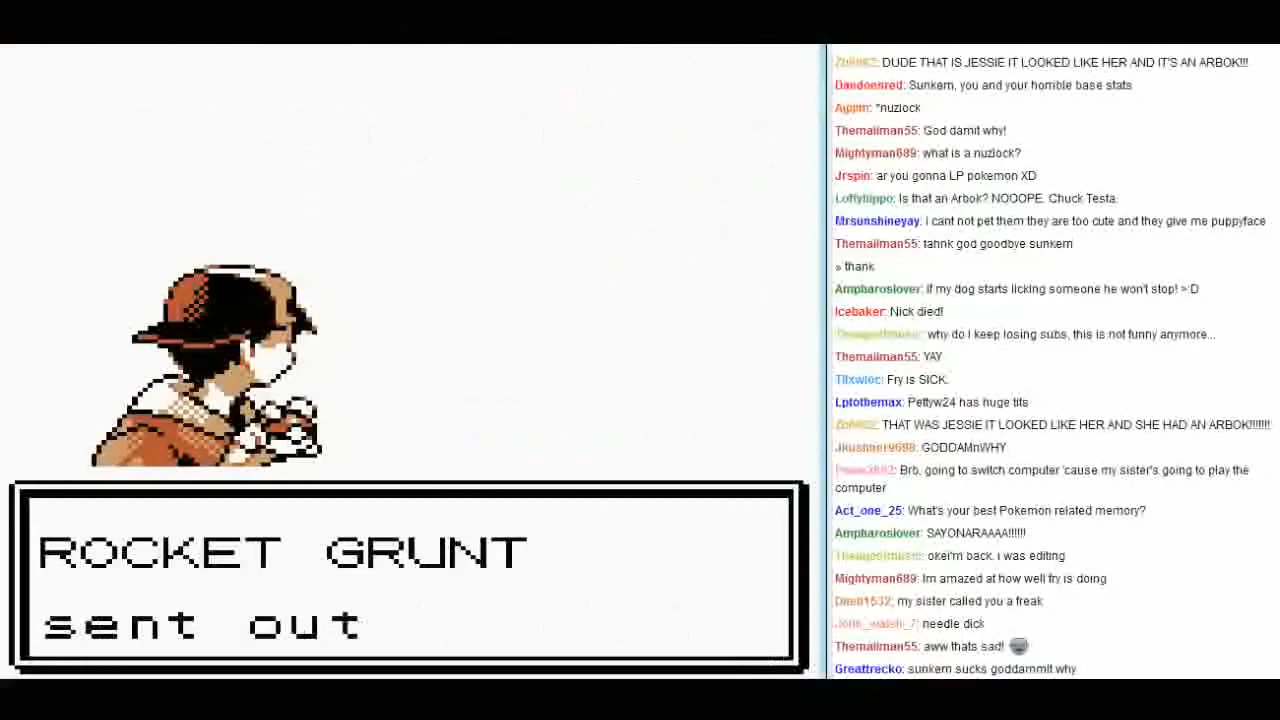 DUDE THAT IS JESSIE IT LOOKED LIKE HER AND IT'S AN ARBOK!!!
Sunkern, you and your horrible base stats
*nuzlock
Themailman55: God damit why!
Mightyman689: what is a nuzlock?
Jrspin: ar you gonna LP pokemon XD
Loftyhippo: Is that an Arbok? NOOOPE. Chuck Testa.
Mrsunshineyay: i cant not pet them they are too cute and they give me puppyface
Themailman55: tahnk god goodbye sunkern
» thank
Ampharoslover: If my dog starts licking someone he won't stop! >:D
Icebaker: Nick died!
why do I keep losing subs, this is not funny anymore...
Themailman55: YAY
Fry is SICK.
Lptothemax: Pettyw24 has huge tits
THAT WAS JESSIE IT LOOKED LIKE HER AND SHE HAD AN ARBOK!!!!!!!
GODDAMnWHY
Brb, going to switch computer 'cause my sister's going to play the
computer
Act_one_25: What's your best Pokemon related memory?
Ampharoslover: SAYONARAAAA!!!!!!
okei'm back. i was editing
Mightyman689: Im amazed at how well fry is doing
my sister called you a freak
needle dick
Themailman55: aww thats sad!
Greattrecko: sunkern sucks goddammit why
ROCKET GRUNT
sent out